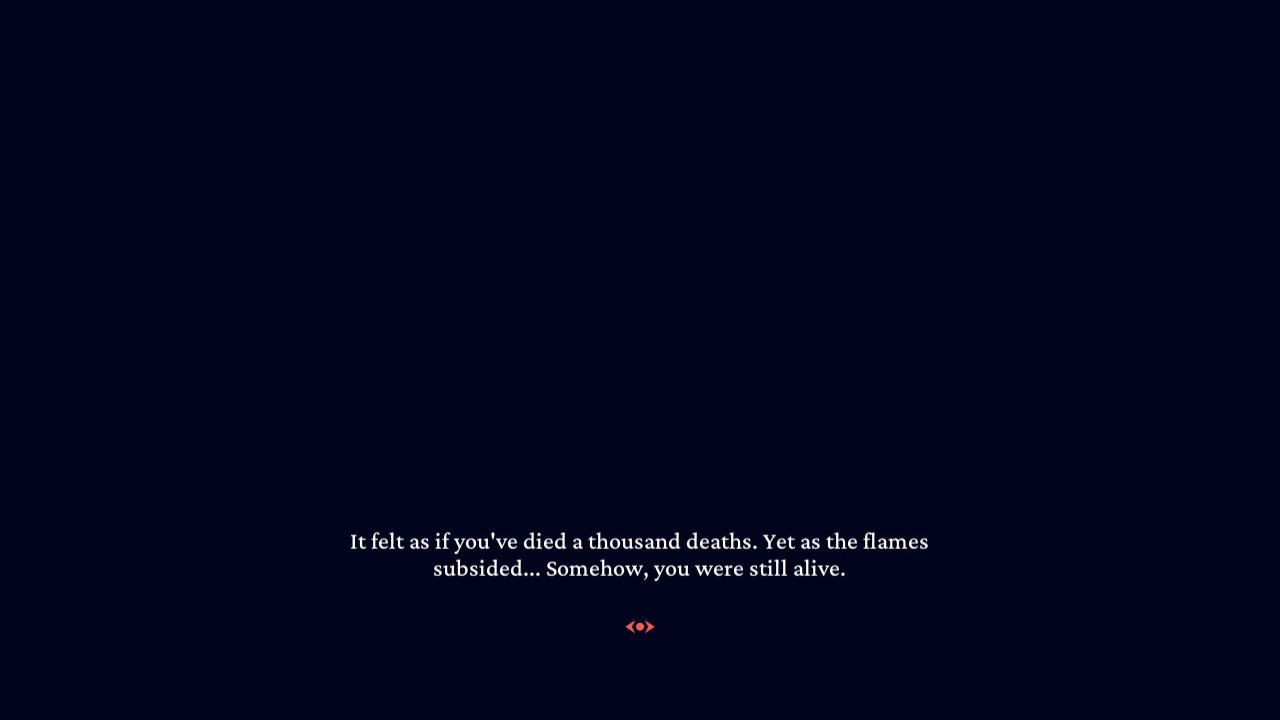 It felt as if you've died a thousand deaths. Yet as the flames
subsided... Somehow, you were still alive.